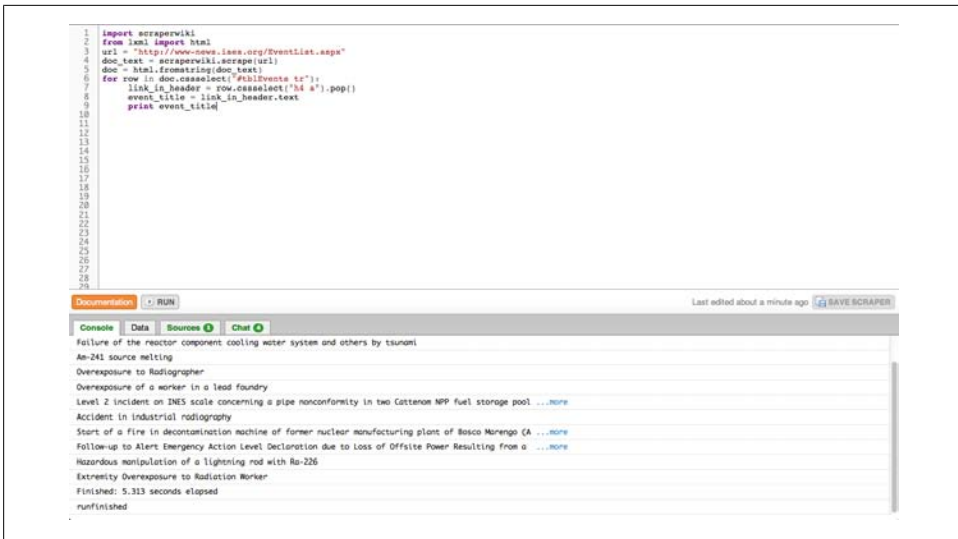 1 import scraperwiki
2 from lxml import html
3 url = "http://www-news.iaea.org/EventList.aspx"
4 doc_text = scraperwiki.scrape(url)
5 doc = html.fromstring(doc_text)
6 for row in doc.cssselect("#tblEvents tr"):
7 link_in_header = row.cssselect("h4 a").pop()
8 event_title = link_in_header.text
9 print event_title
10
11
12
13
14
15
16
17
18
19
20
21
22
23
24
25
26
27
28
29
Documentation RUN Last edited about a minute ago SAVE SCRAPER
Console Data Sources 1 Chat
Failure of the reactor component cooling water system and others by tsunami
Am-241 source melting
Overexposure to Radiographer
Overexposure of a worker in a lead foundry
Level 2 incident on INES scale concerning a pipe nonconformity in two Cattenom NPP fuel storage pool ...more
Accident in industrial radiography
Start of a fire in decontamination machine of former nuclear manufacturing plant of Bosco Marengo (A ...more
Follow-up to Alert Emergency Action Level Declaration due to Loss of Offsite Power Resulting from a ...more
Hazardous manipulation of a lightning rod with Ra-226
Extremity Overexposure to Radiation Worker
Finished: 5.313 seconds elapsed
runfinished